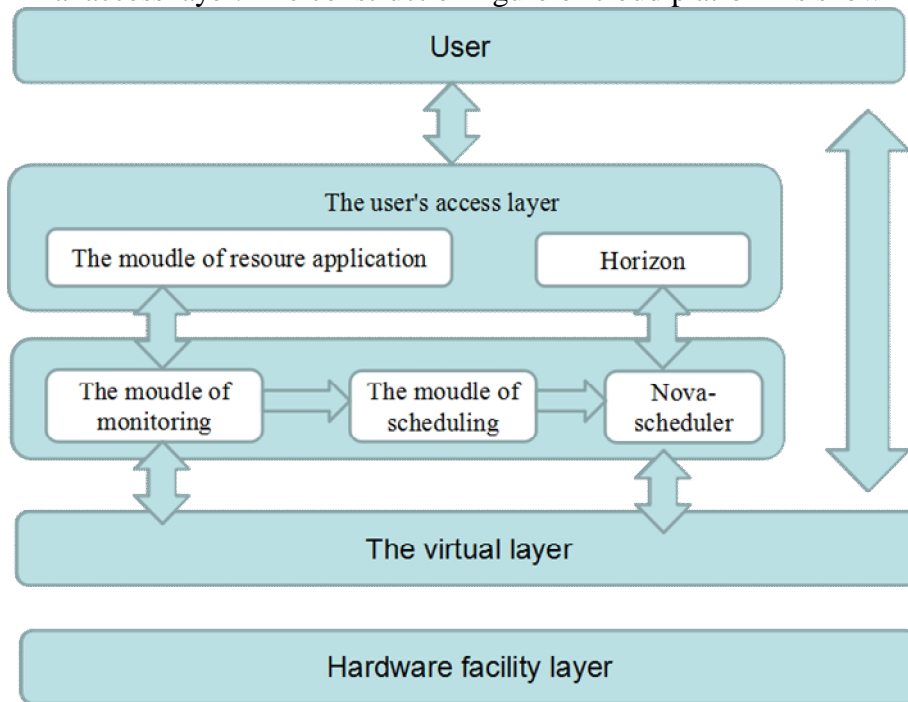 User
The user's access layer
The moudle of resoure application
Horizon
The moudle of
monitoring
The moudle of
scheduling
Nova-
scheduler
The virtual layer
Hardware facility layer